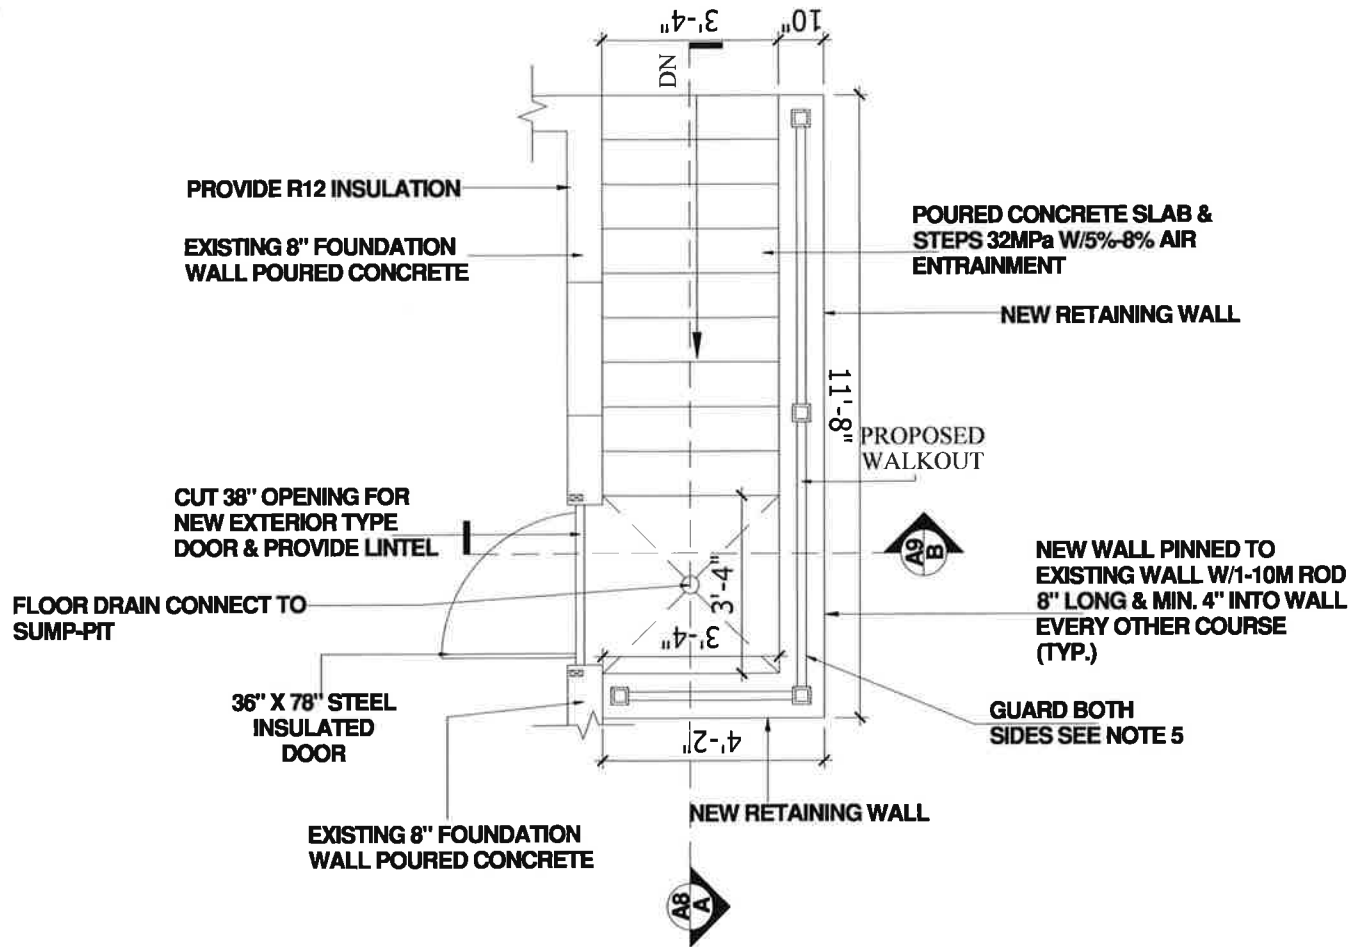 3'-4"
10"
DN
PROVIDE R12 INSULATION
EXISTING 8" FOUNDATION
WALL POURED CONCRETE
POURED CONCRETE SLAB &
STEPS 32MPa W/5%-8% AIR
ENTRAINMENT
NEW RETAINING WALL
11'-8"
PROPOSED
WALKOUT
CUT 38" OPENING FOR
NEW EXTERIOR TYPE
DOOR & PROVIDE LINTEL
A9
B
NEW WALL PINNED TO
EXISTING WALL W/1-10M ROD
8" LONG & MIN. 4" INTO WALL
EVERY OTHER COURSE
(TYP.)
FLOOR DRAIN CONNECT TO
SUMP-PIT
3'-4"
3'-4"
36" X 78" STEEL
INSULATED
DOOR
GUARD BOTH
SIDES SEE NOTE 5
4'-2"
NEW RETAINING WALL
EXISTING 8" FOUNDATION
WALL POURED CONCRETE
A8
A